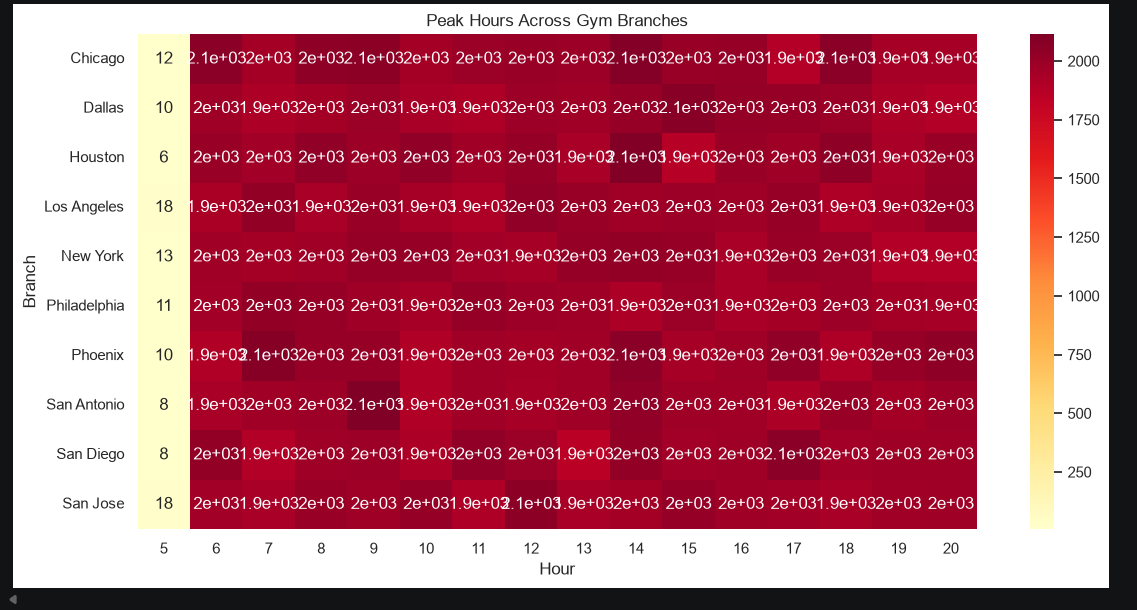 Peak Hours Across Gym Branches
Chicago 12 2.1e+03 2e+03 2e+03 2.1e+03 2e+03 2e+03 2e+03 2e+03 2.1e+03 2e+03 2e+03 1.9e+03 2.1e+03 1.9e+03 1.9e+03
Dallas 10 2e+03 1.9e+03 2e+03 2e+03 1.9e+03 1.9e+03 2e+03 2e+03 2e+03 2.1e+03 2e+03 2e+03 2e+03 1.9e+03 1.9e+03
Houston 6 2e+03 2e+03 2e+03 2e+03 2e+03 2e+03 2e+03 1.9e+03 2.1e+03 1.9e+03 2e+03 2e+03 2e+03 1.9e+03 2e+03
Los Angeles 18 1.9e+03 2e+03 1.9e+03 2e+03 1.9e+03 1.9e+03 2e+03 2e+03 2e+03 2e+03 2e+03 2e+03 1.9e+03 1.9e+03 2e+03
New York 13 2e+03 2e+03 2e+03 2e+03 2e+03 2e+03 1.9e+03 2e+03 2e+03 2e+03 1.9e+03 2e+03 2e+03 1.9e+03 1.9e+03
Philadelphia 11 2e+03 2e+03 2e+03 2e+03 2e+03 2e+03 2e+03 2e+03 1.9e+03 2e+03 1.9e+03 2e+03 2e+03 2e+03 1.9e+03
Phoenix 10 1.9e+03 2.1e+03 2e+03 2e+03 1.9e+03 2e+03 2e+03 2e+03 2.1e+03 1.9e+03 2e+03 2e+03 1.9e+03 2e+03 2e+03
San Antonio 8 1.9e+03 2e+03 2e+03 2.1e+03 1.9e+03 2e+03 1.9e+03 2e+03 2e+03 2e+03 2e+03 1.9e+03 2e+03 2e+03 2e+03
San Diego 8 2e+03 1.9e+03 2e+03 2e+03 1.9e+03 2e+03 2e+03 1.9e+03 2e+03 2e+03 2e+03 2.1e+03 2e+03 2e+03 2e+03
San Jose 18 2e+03 1.9e+03 2e+03 2e+03 2e+03 1.9e+03 2.1e+03 1.9e+03 2e+03 2e+03 2e+03 2e+03 1.9e+03 2e+03 2e+03
Branch
5 6 7 8 9 10 11 12 13 14 15 16 17 18 19 20
Hour
2000
1750
1500
1250
1000
750
500
250